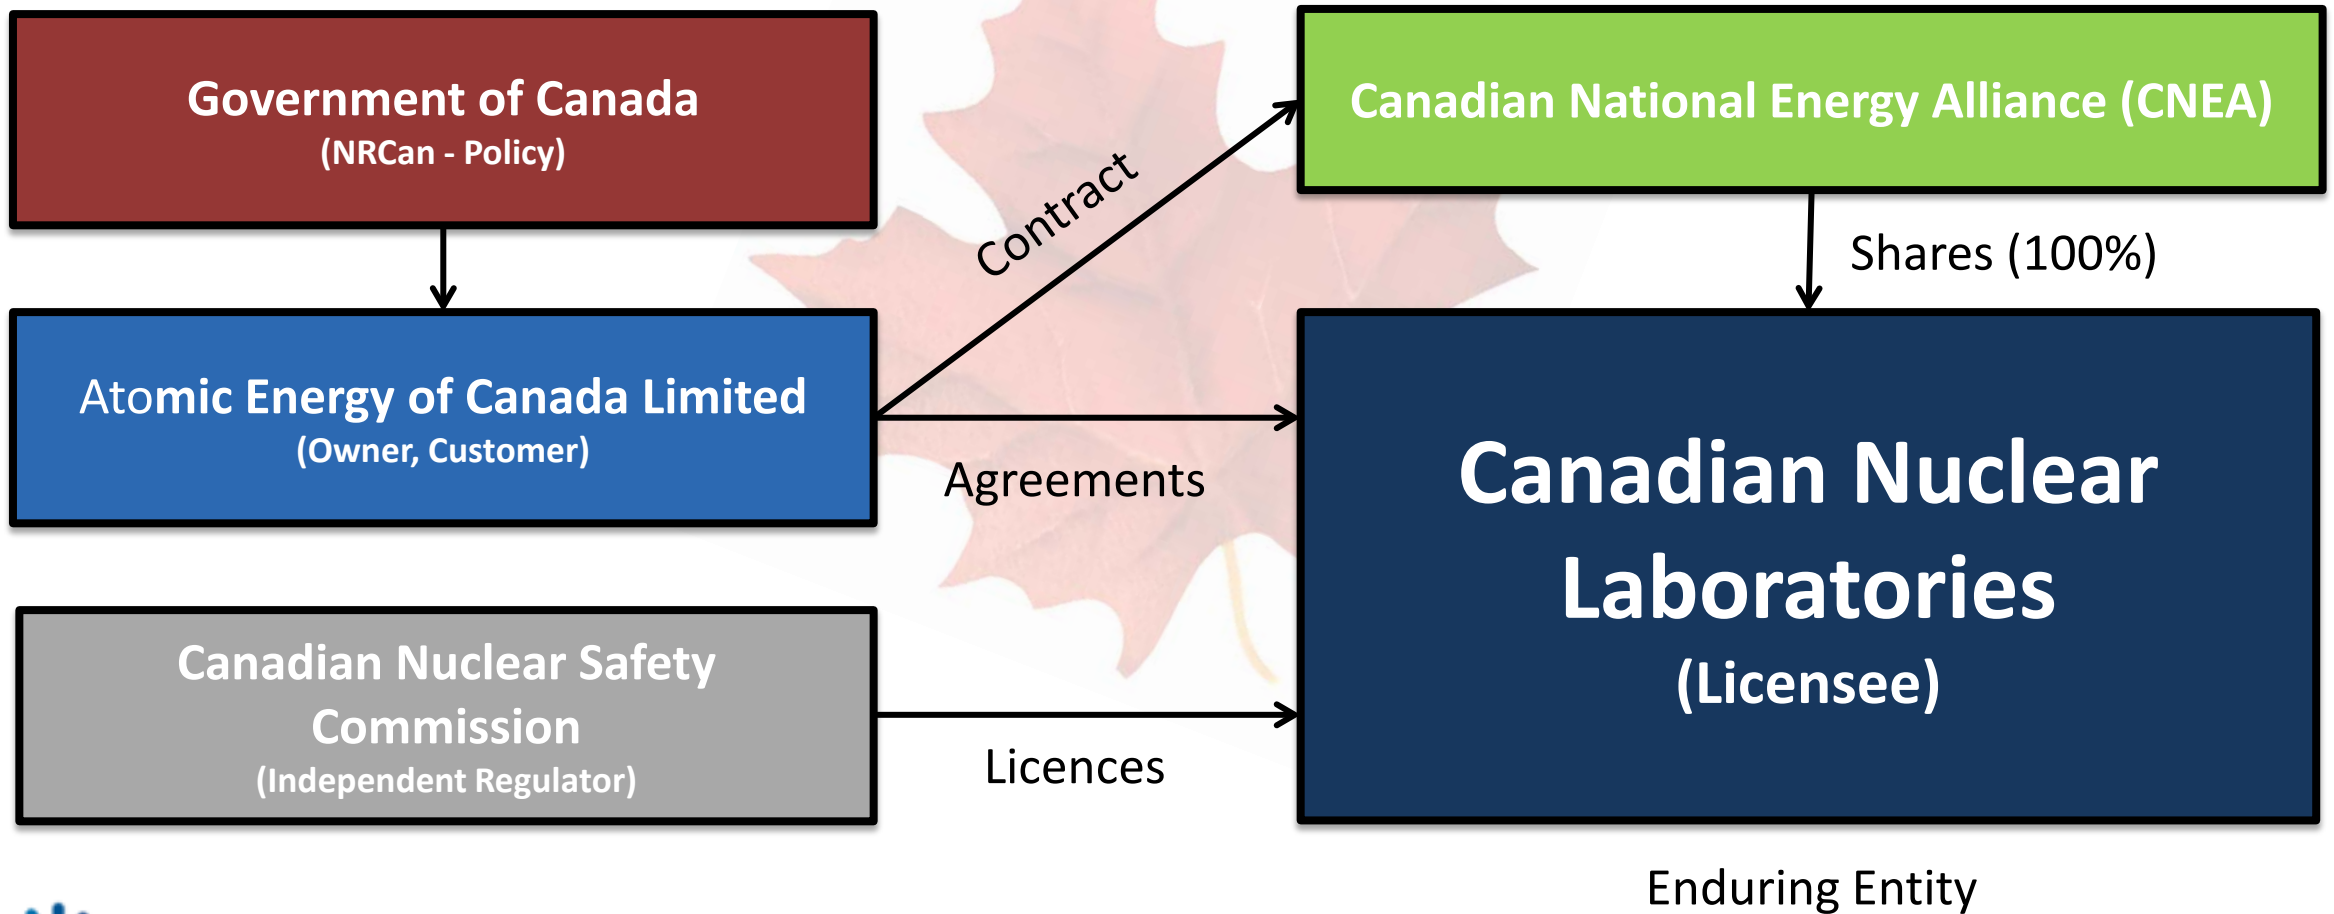 Government of Canada
(NRCan - Policy)
Canadian National Energy Alliance (CNEA)
Contract
Shares (100%)
Atomic Energy of Canada Limited
(Owner, Customer)
Agreements
Canadian Nuclear
Laboratories
(Licensee)
Canadian Nuclear Safety
Commission
(Independent Regulator)
Licences
Enduring Entity